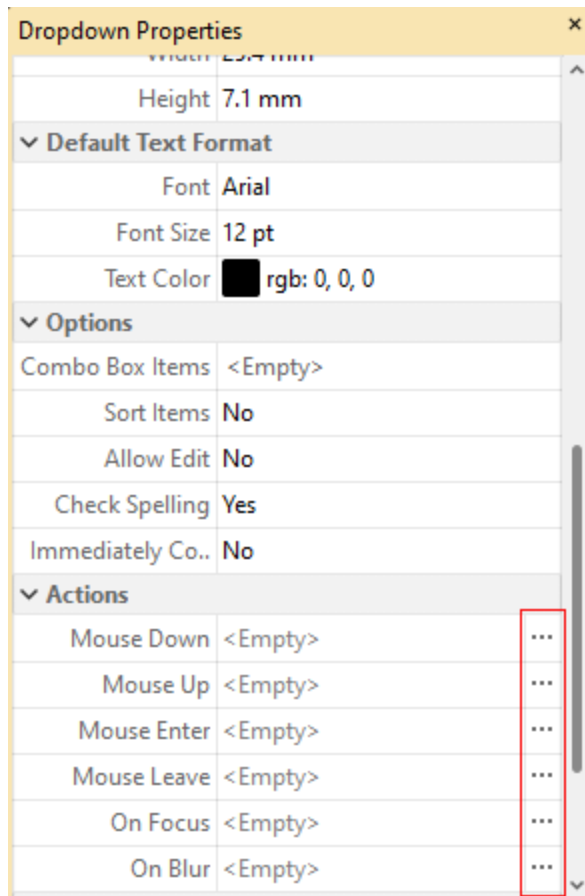 Dropdown Properties ×
Height 7.1 mm
Default Text Format
Font Arial
Font Size 12 pt
Text Color rgb: 0, 0, 0
Options
Combo Box Items <Empty>
Sort Items No
Allow Edit No
Check Spelling Yes
Immediately Co.. No
Actions
Mouse Down <Empty> ...
Mouse Up <Empty> ...
Mouse Enter <Empty> ...
Mouse Leave <Empty> ...
On Focus <Empty> ...
On Blur <Empty> ...